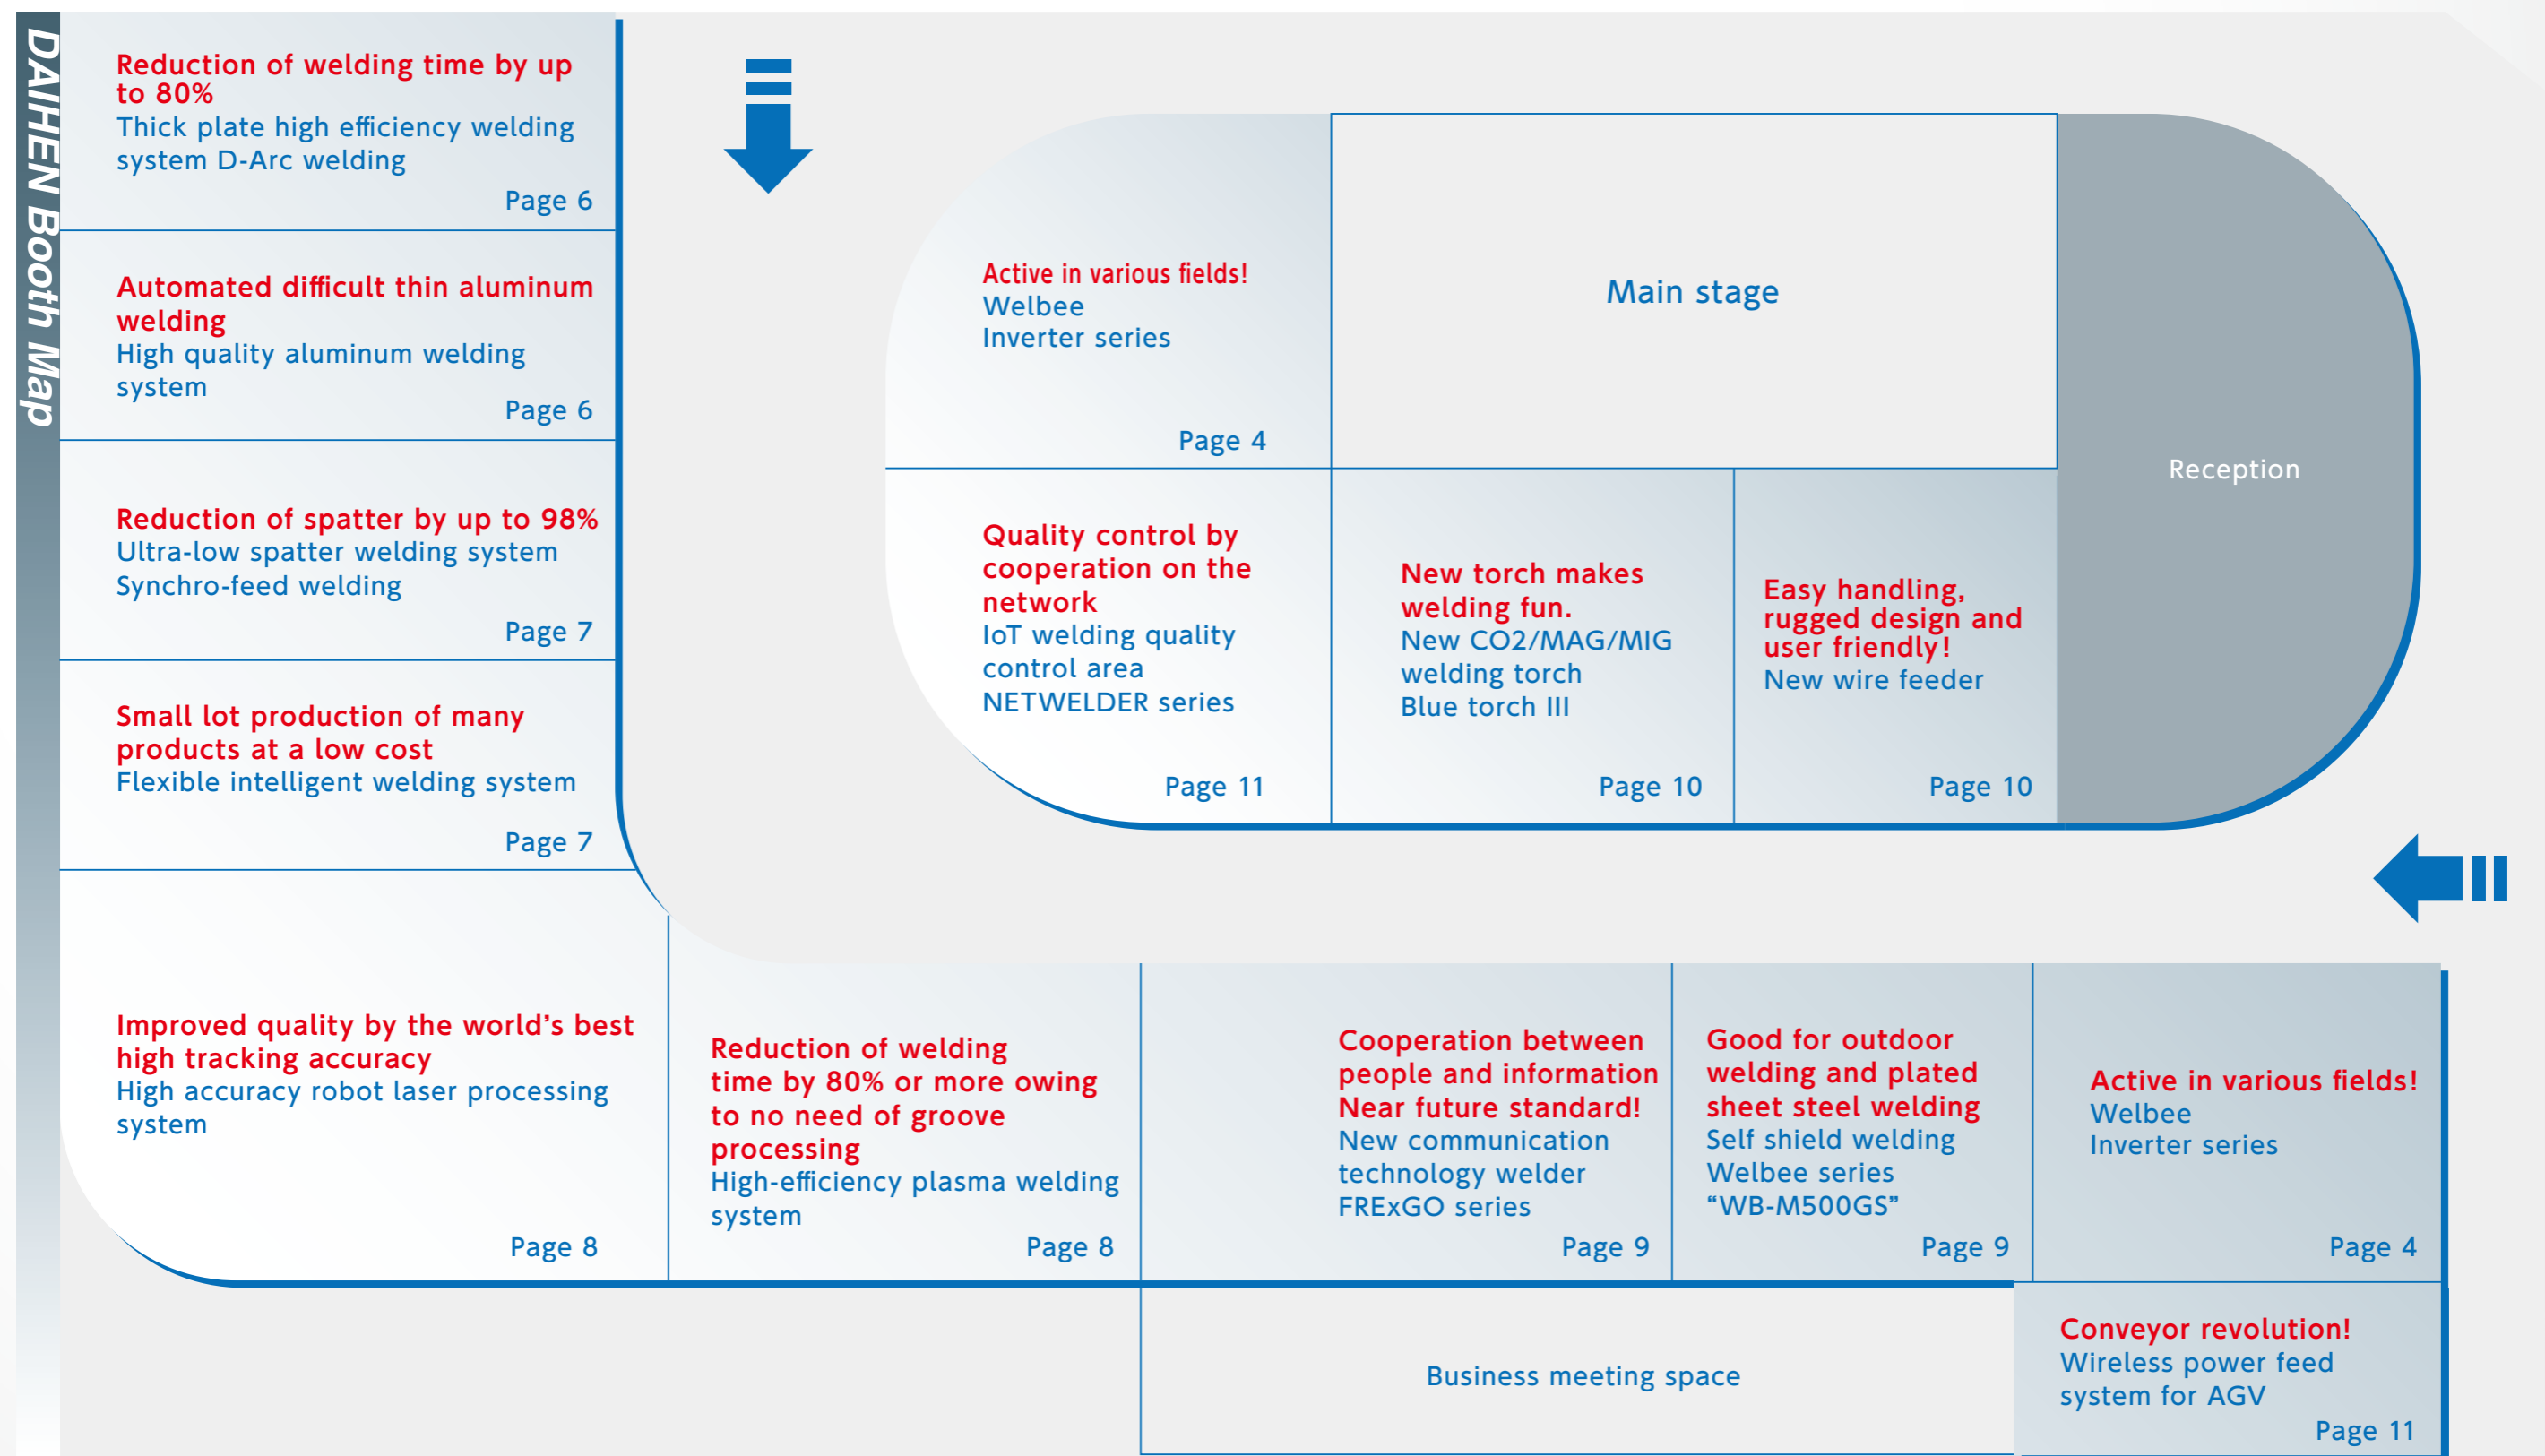 DAIHEN Booth Map
Reduction of welding time by up
to 80%
Thick plate high efficiency welding
system D-Arc welding
Page 6
Automated difficult thin aluminum
welding
High quality aluminum welding
system
Page 6
Reduction of spatter by up to 98%
Ultra-low spatter welding system
Synchro-feed welding
Page 7
Small lot production of many
products at a low cost
Flexible intelligent welding system
Page 7
Improved quality by the world's best
high tracking accuracy
High accuracy robot laser processing
system
Page 8
Reduction of welding
time by 80% or more owing
to no need of groove
processing
High-efficiency plasma welding
system
Page 8
Cooperation between
people and information
Near future standard!
New communication
technology welder
FRExGO series
Page 9
Good for outdoor
welding and plated
sheet steel welding
Self shield welding
Welbee series
“WB-M500GS”
Page 9
Active in various fields!
Welbee
Inverter series
Page 4
Conveyor revolution!
Wireless power feed
system for AGV
Page 11
Business meeting space
Active in various fields!
Welbee
Inverter series
Page 4
Main stage
Reception
Quality control by
cooperation on the
network
IoT welding quality
control area
NETWELDER series
Page 11
New torch makes
welding fun.
New CO2/MAG/MIG
welding torch
Blue torch III
Page 10
Easy handling,
rugged design and
user friendly!
New wire feeder
Page 10